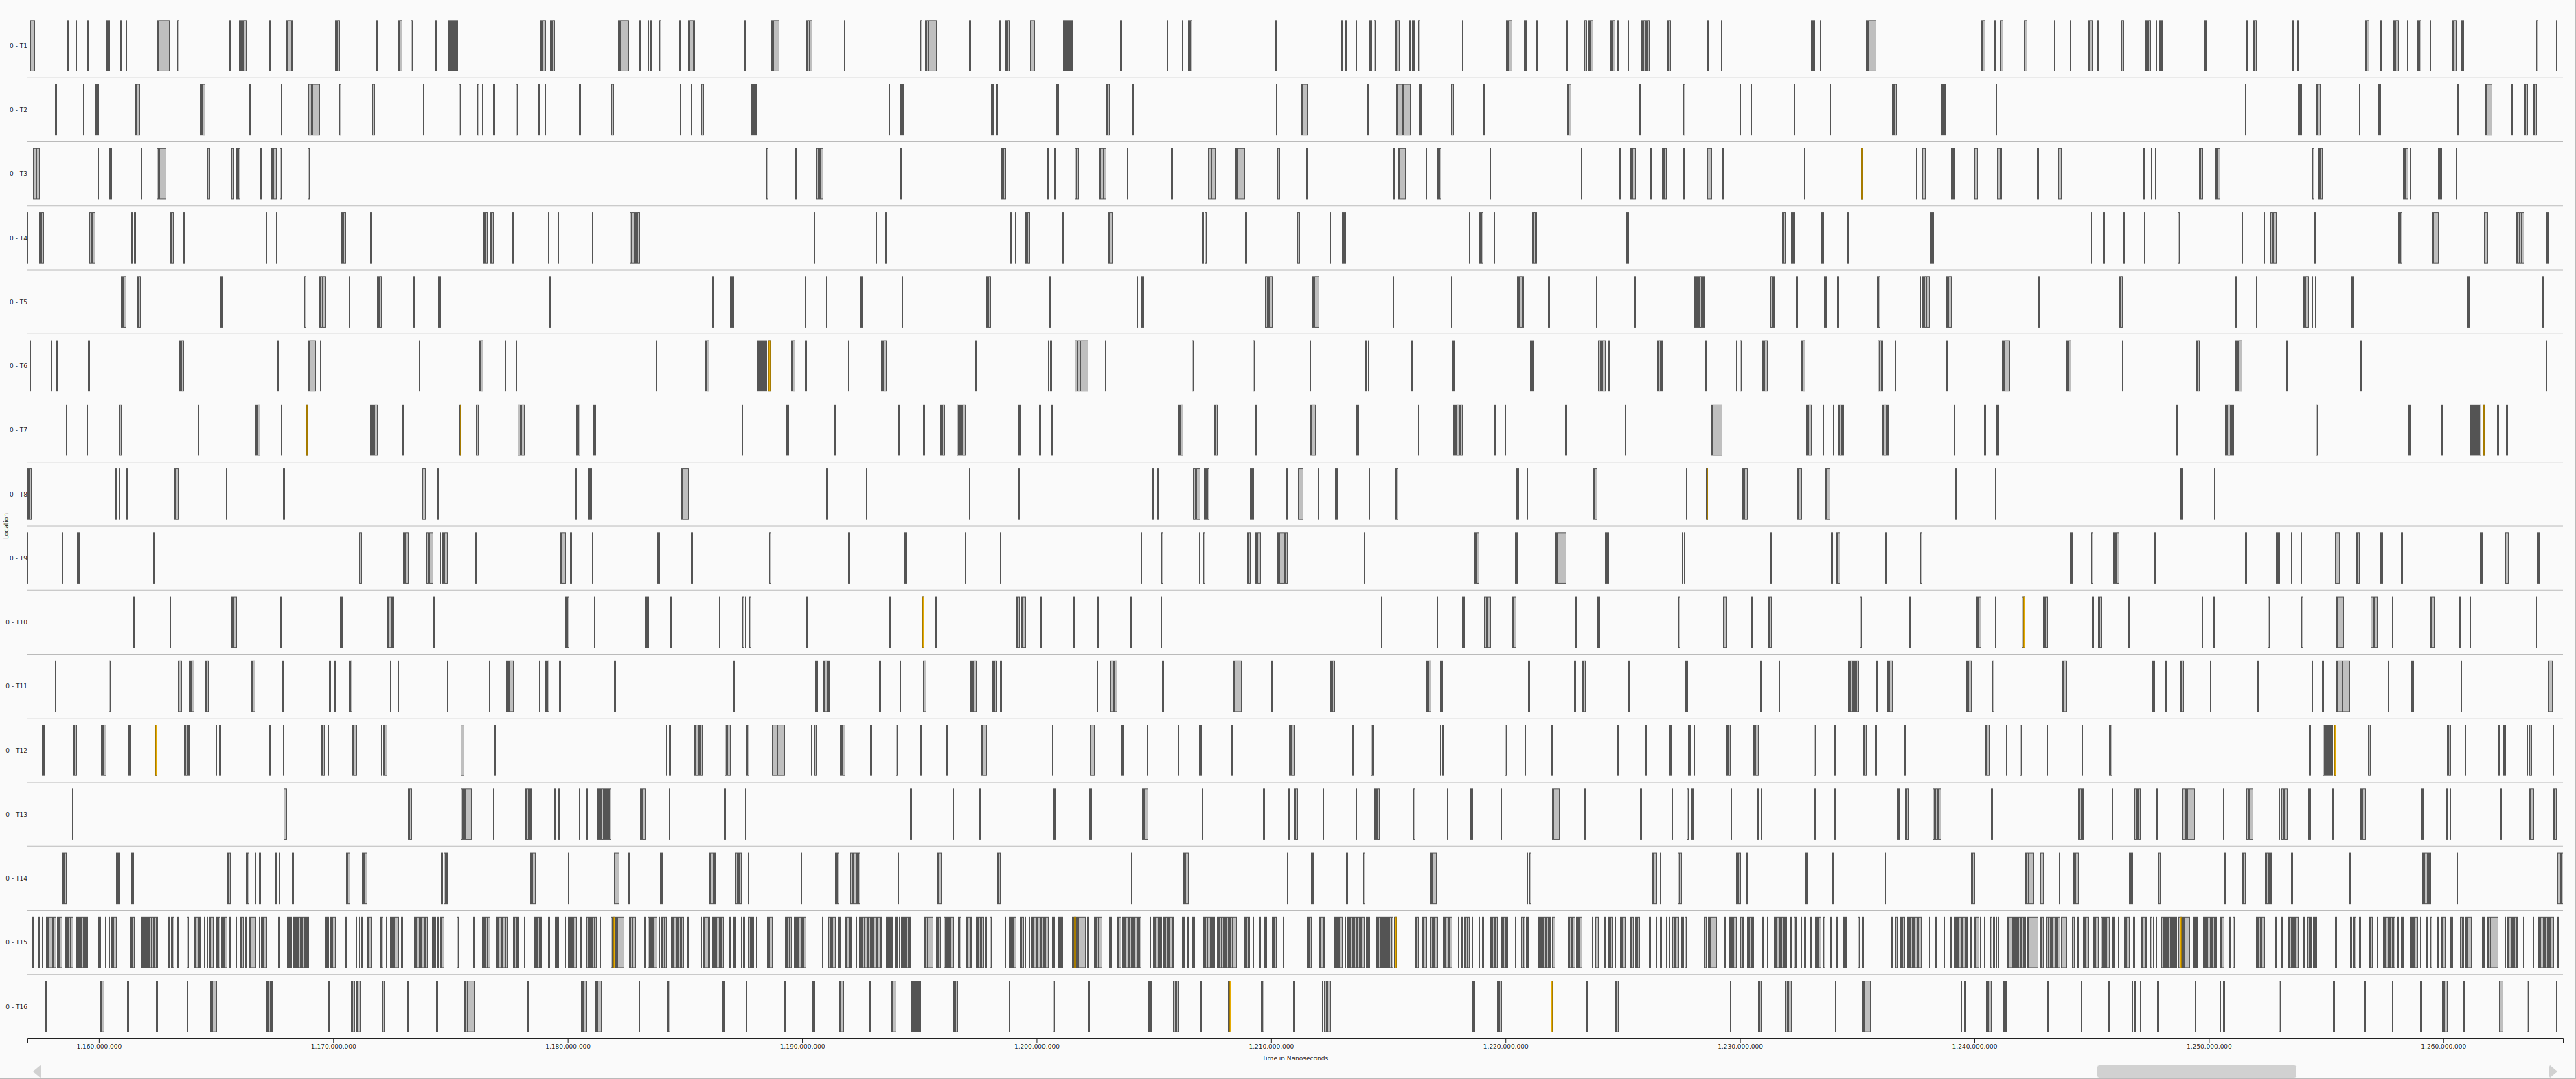 0 - T1
0 - T2
0 - T3
0 - T4
0 - T5
0 - T6
0 - T7
0 - T8
Location
0 - T9
0 - T10
0 - T11
0 - T12
0 - T13
0 - T14
0 - T15
0 - T16
1,160,000,000 1,170,000,000 1,180,000,000 1,190,000,000 1,200,000,000 1,210,000,000 1,220,000,000 1,230,000,000 1,240,000,000 1,250,000,000 1,260,000,000
Time in Nanoseconds